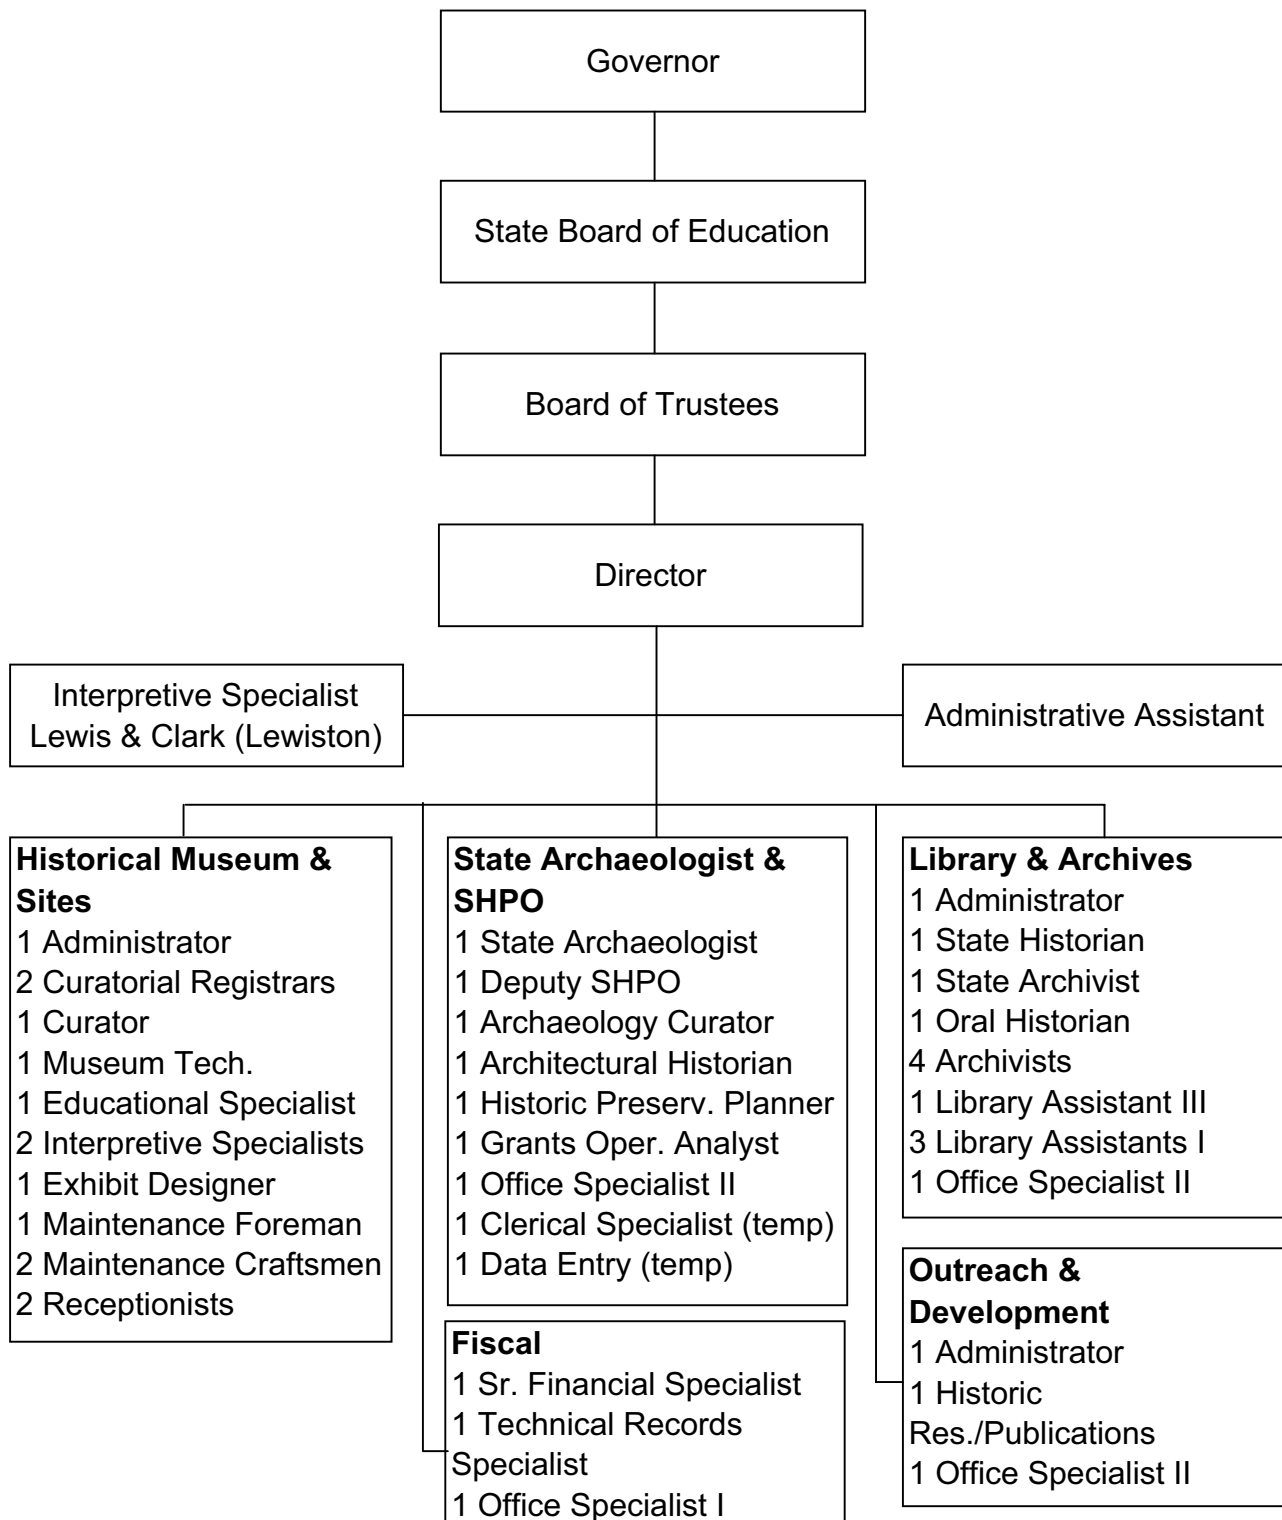 Governor
State Board of Education
Board of Trustees
Director
Interpretive Specialist
Lewis & Clark (Lewiston)
Administrative Assistant
Historical Museum &
Sites
1 Administrator
2 Curatorial Registrars
1 Curator
1 Museum Tech.
1 Educational Specialist
2 Interpretive Specialists
1 Exhibit Designer
1 Maintenance Foreman
2 Maintenance Craftsmen
2 Receptionists
State Archaeologist &
SHPO
1 State Archaeologist
1 Deputy SHPO
1 Archaeology Curator
1 Architectural Historian
1 Historic Preserv. Planner
1 Grants Oper. Analyst
1 Office Specialist II
1 Clerical Specialist (temp)
1 Data Entry (temp)
Fiscal
1 Sr. Financial Specialist
1 Technical Records
Specialist
1 Office Specialist I
Library & Archives
1 Administrator
1 State Historian
1 State Archivist
1 Oral Historian
4 Archivists
1 Library Assistant III
3 Library Assistants I
1 Office Specialist II
Outreach &
Development
1 Administrator
1 Historic
Res./Publications
1 Office Specialist II